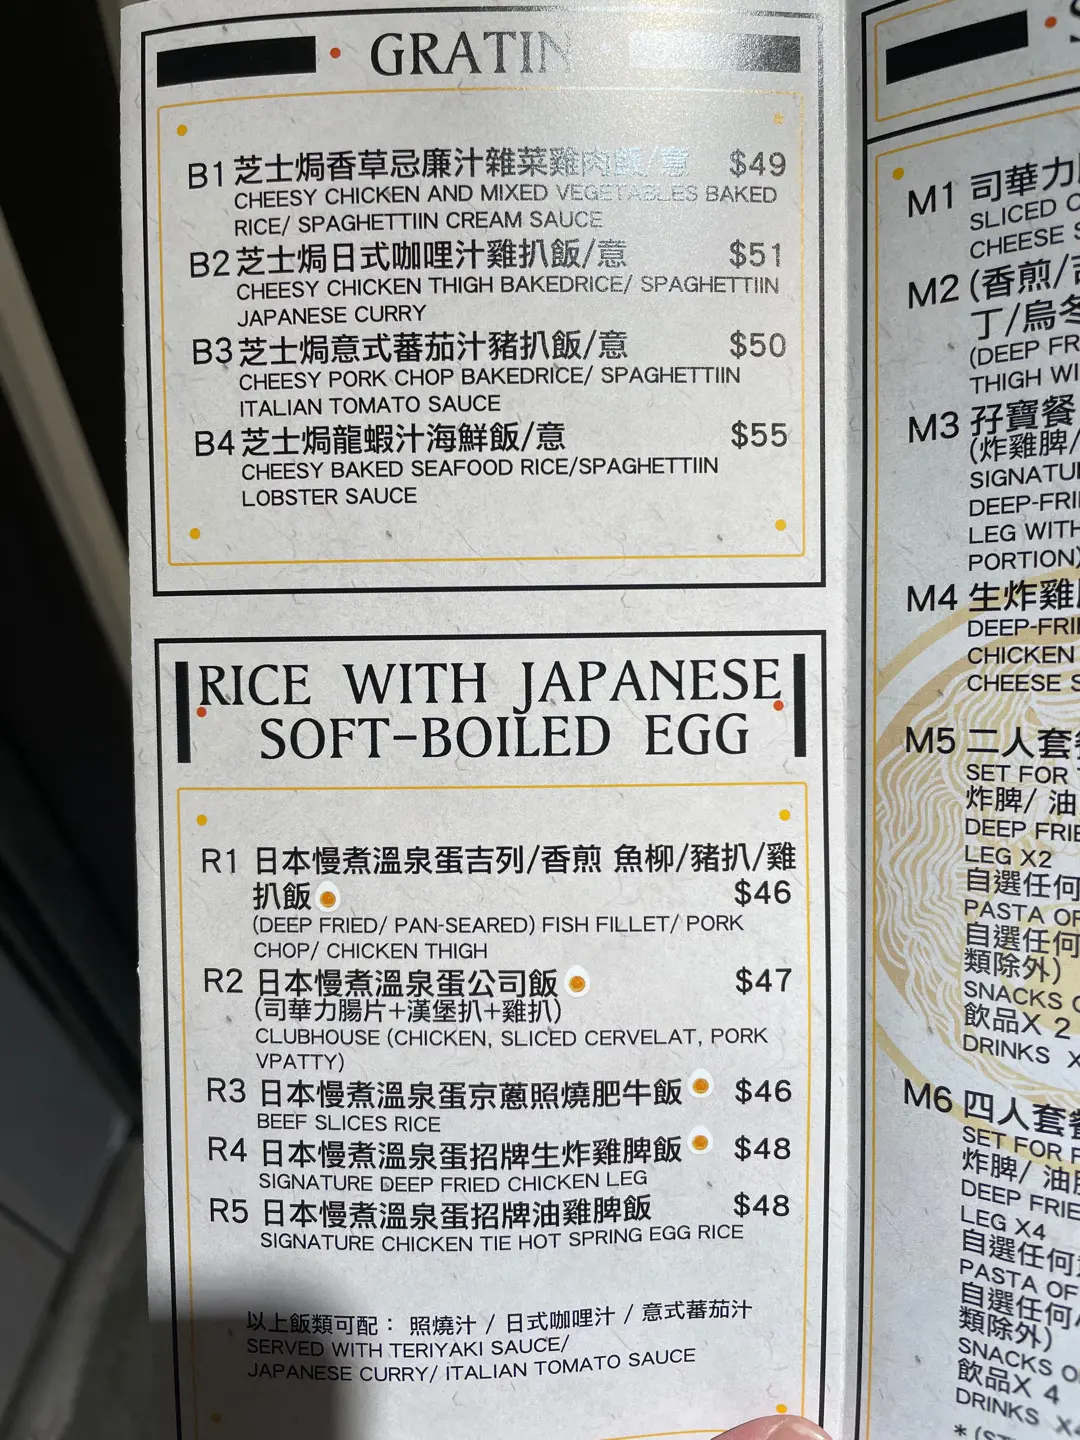 GRATIN
B1 芝士焗香草忌廉汁雜菜雞肉飯/意 $49
CHEESY CHICKEN AND MIXED VEGETABLES BAKED
RICE/ SPAGHETTIIN CREAM SAUCE
B2 芝士焗日式咖哩汁雞扒飯/意 $51
CHEESY CHICKEN THIGH BAKEDRICE/ SPAGHETTIIN
JAPANESE CURRY
B3 芝士焗意式蕃茄汁豬扒飯/意 $50
CHEESY PORK CHOP BAKEDRICE/ SPAGHETTIIN
ITALIAN TOMATO SAUCE
B4 芝士焗龍蝦汁海鮮飯/意 $55
CHEESY BAKED SEAFOOD RICE/SPAGHETTIIN
LOBSTER SAUCE
RICE WITH JAPANESE
SOFT-BOILED EGG
R1 日本慢煮溫泉蛋吉列/香煎 魚柳/豬扒/雞
扒飯 $46
(DEEP FRIED/ PAN-SEARED) FISH FILLET/ PORK
CHOP/ CHICKEN THIGH
R2 日本慢煮溫泉蛋公司飯 $47
(司華力腸片+漢堡扒+雞扒)
CLUBHOUSE (CHICKEN, SLICED CERVELAT, PORK
VPATTY)
R3 日本慢煮溫泉蛋京蔥照燒肥牛飯 $46
BEEF SLICES RICE
R4 日本慢煮溫泉蛋招牌生炸雞脾飯 $48
SIGNATURE DEEP FRIED CHICKEN LEG
R5 日本慢煮溫泉蛋招牌油雞脾飯 $48
SIGNATURE CHICKEN TIE HOT SPRING EGG RICE
以上飯類可配： 照燒汁 / 日式咖哩汁 / 意式蕃茄汁
SERVED WITH TERIYAKI SAUCE/
JAPANESE CURRY/ ITALIAN TOMATO SAUCE
M1 司華力
SLICED
CHEESE
M2 (香煎/
丁/烏冬
(DEEP
THIGH
M3 孖寶餐
(炸雞脾/
SIGNATU
DEEP-FRI
LEG WITH
PORTION)
M4 生炸雞
DEEP-FRI
CHICKEN
CHEESE
M5 二人套
SET FOR
炸脾/ 油
DEEP FRIE
LEG X2
自選任何
PASTA OR
自選任何
類除外)
SNACKS
飲品X 2
DRINKS X
M6 四人套
SET FOR
炸脾/ 油
DEEP FRIE
LEG X4
自選任何
PASTA OF
自選任何
類除外)
SNACKS
飲品X 4
DRINKS X4